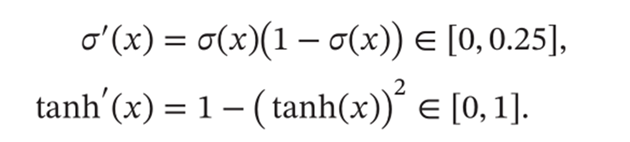 σ′(x) = σ(x)(1 − σ(x)) ∈ [0, 0.25],
tanh′(x) = 1 − ( tanh(x))² ∈ [0, 1].